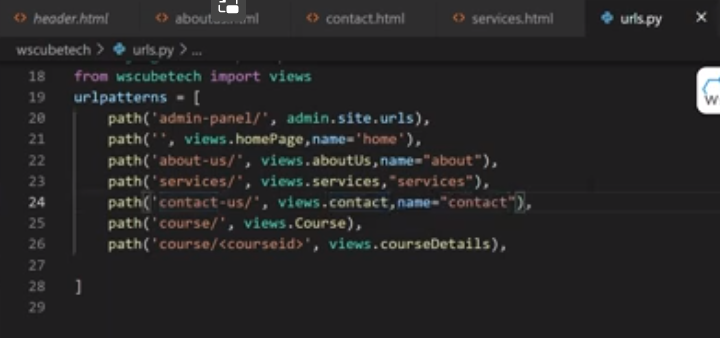 header.html about html contact.html services.html urls.py ×
wscubetech > urls.py > ...
18 from wscubetech import views
19 urlpatterns = [
20 path('admin-panel/', admin.site.urls),
21 path('', views.homePage,name='home'),
22 path('about-us/', views.aboutUs,name="about"),
23 path('services/', views.services,"services"),
24 path('contact-us/', views.contact,name="contact"),
25 path('course/', views.Course),
26 path('course/<courseid>', views.courseDetails),
27
28 ]
29
W